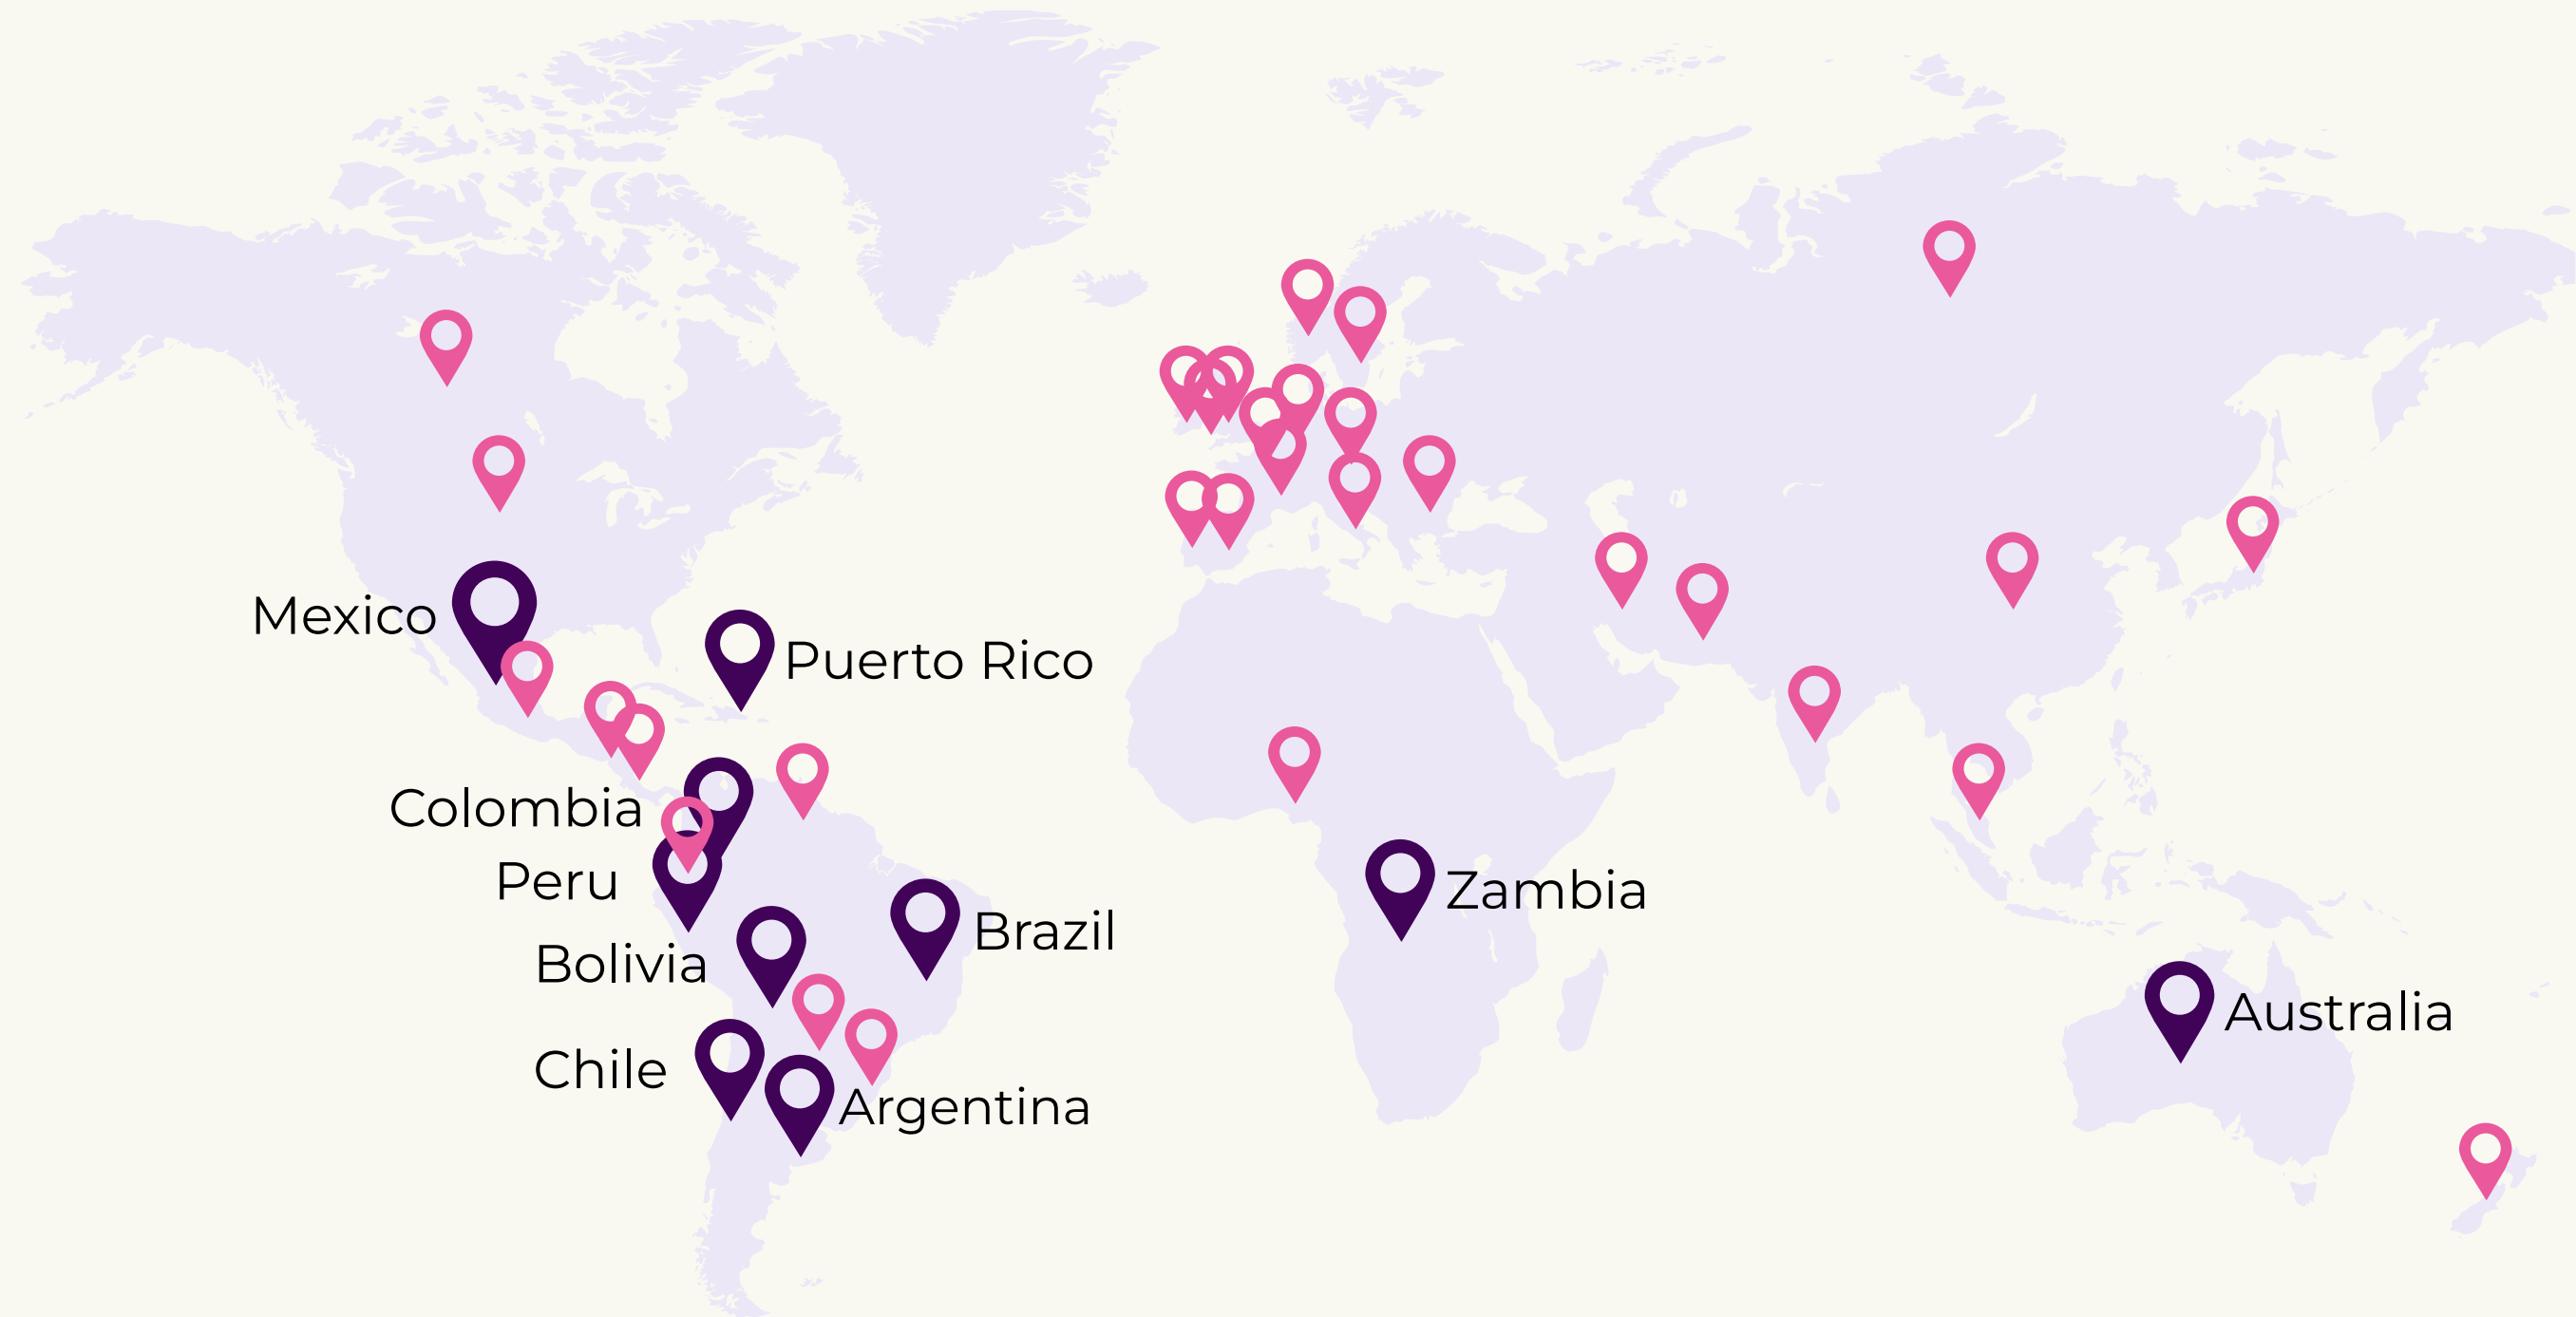 Mexico
Puerto Rico
Colombia
Peru
Zambia
Brazil
Bolivia
Australia
Chile
Argentina